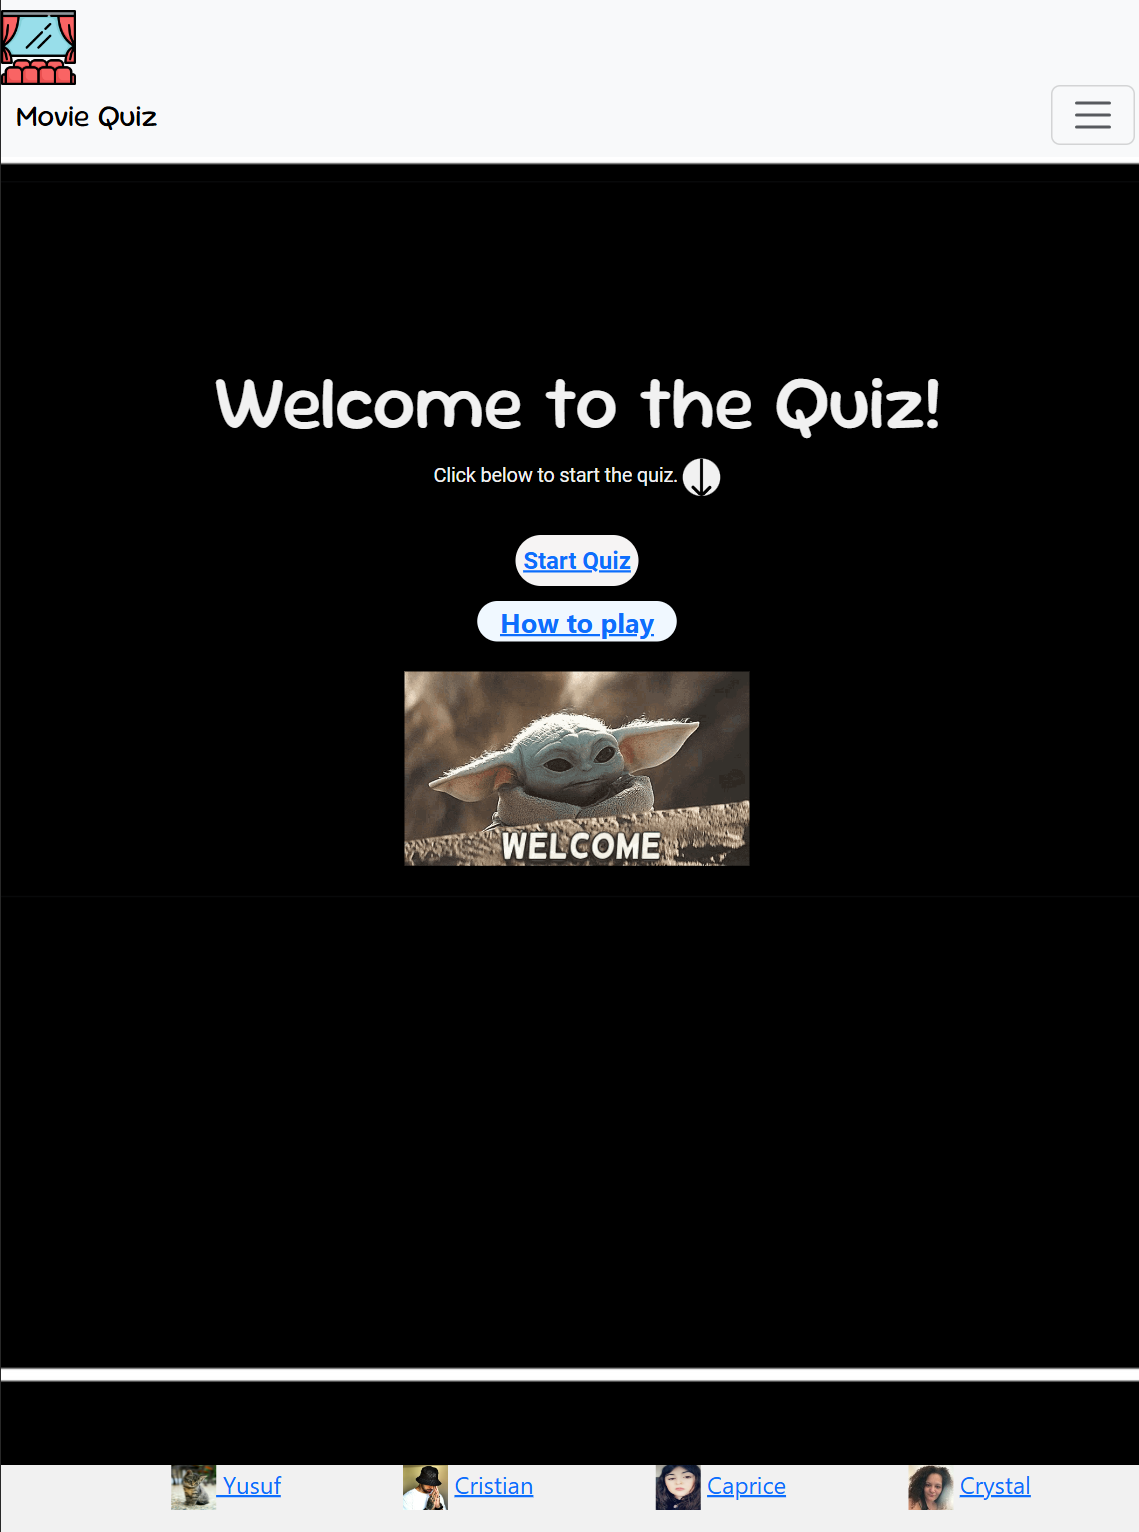 Movie Quiz
Welcome to the Quiz!
Click below to start the quiz.
Start Quiz
How to play
WELCOME
Yusuf Cristian Caprice Crystal